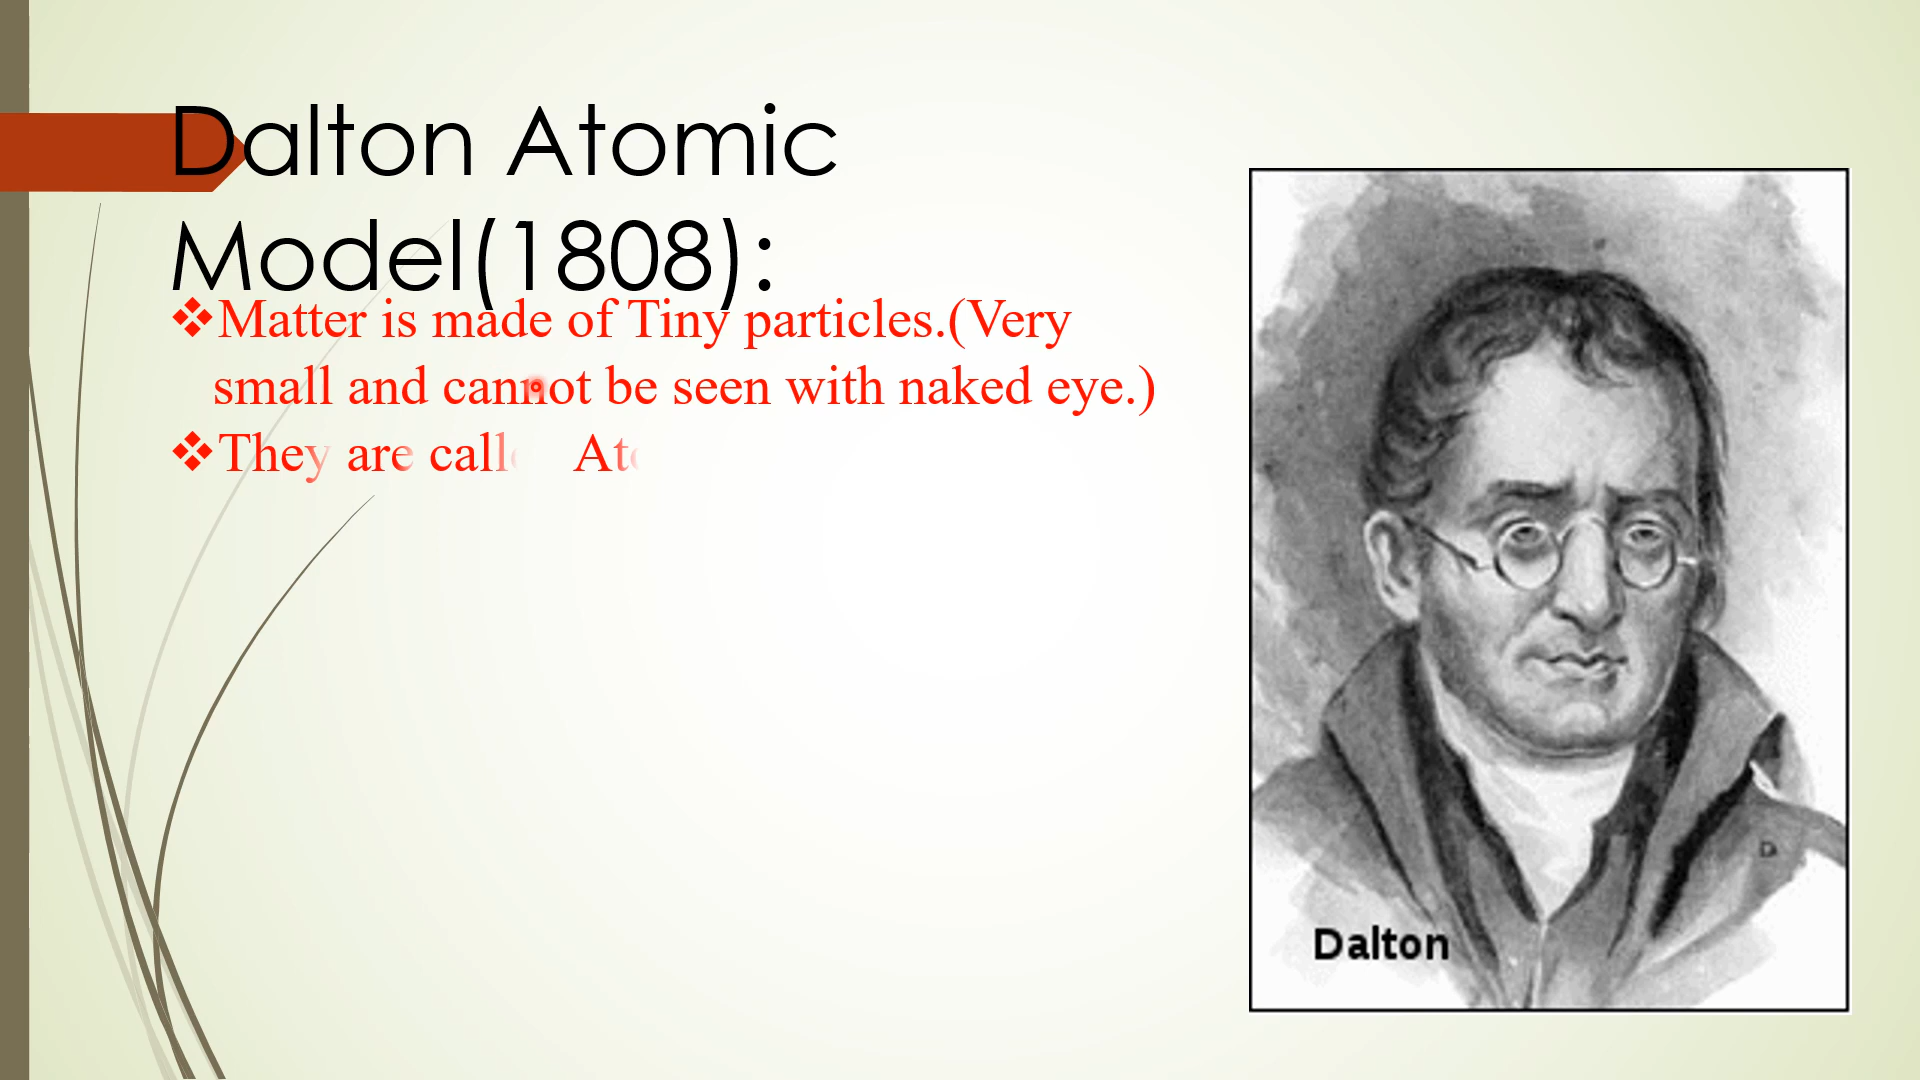 Dalton Atomic
Model(1808):
❖Matter is made of Tiny particles.(Very
small and cannot be seen with naked eye.)
❖They are
Dalton
D